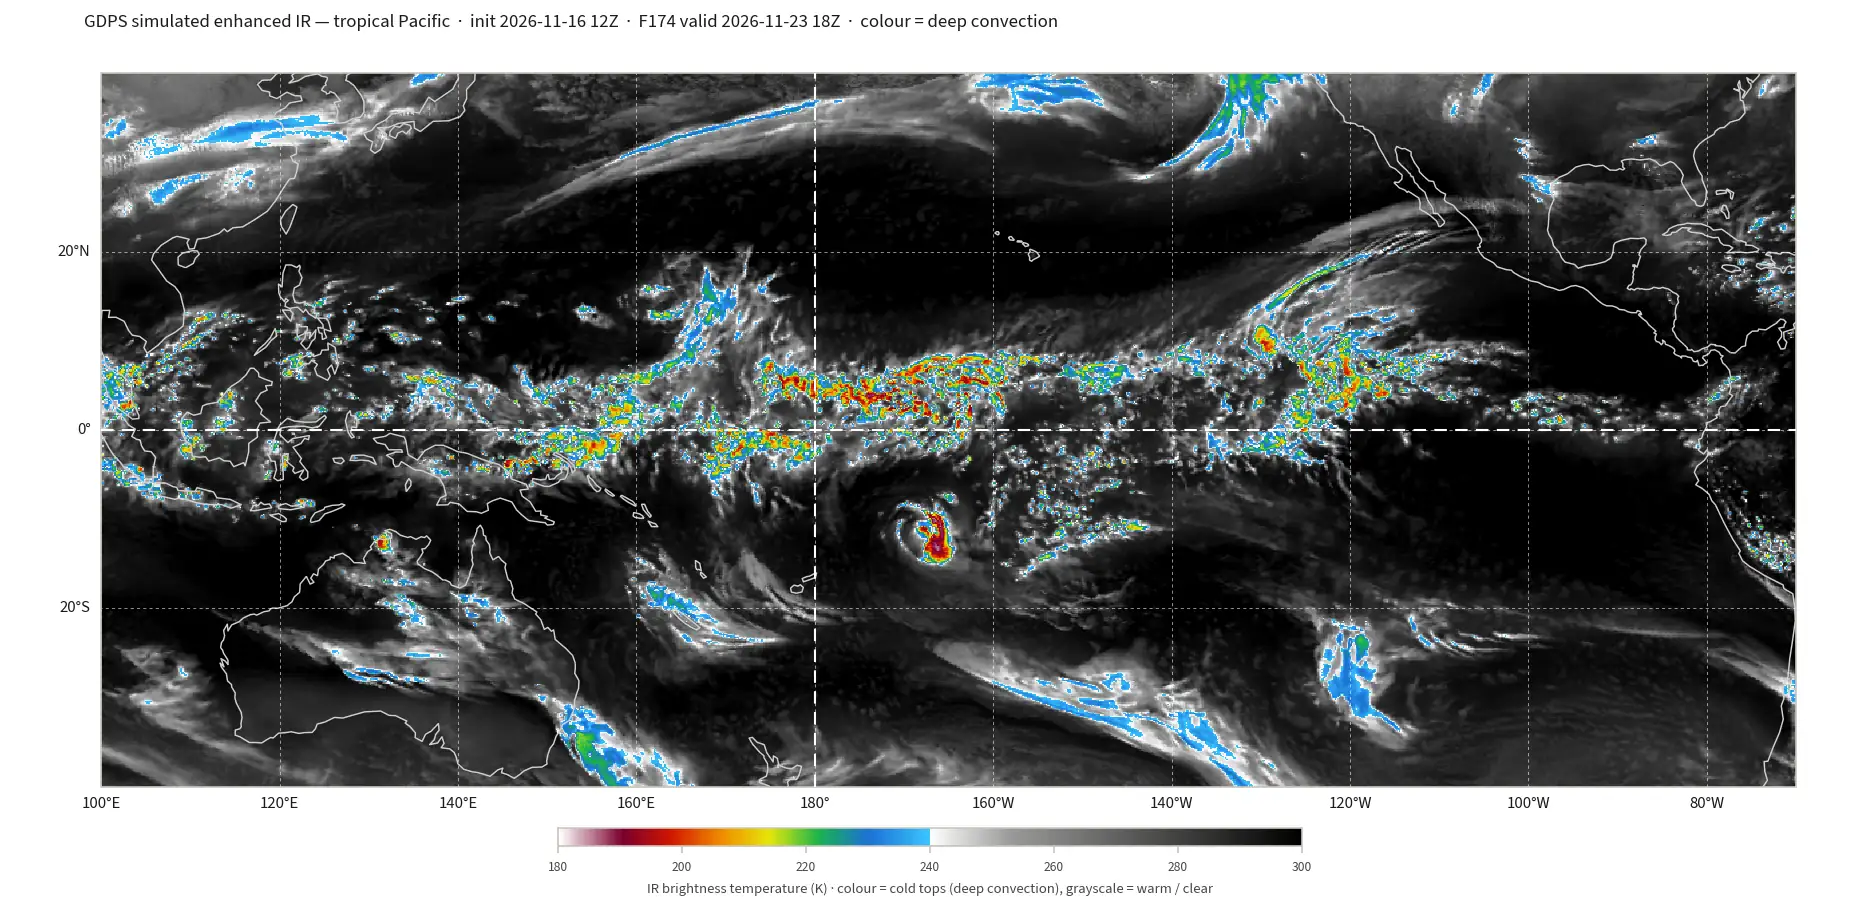 GDPS simulated enhanced IR — tropical Pacific · init 2026-11-16 12Z · F174 valid 2026-11-23 18Z · colour = deep convection
20°N
0°
20°S
100°E 120°E 140°E 160°E 180° 160°W 140°W 120°W 100°W 80°W
180 200 220 240 260 280 300
IR brightness temperature (K) · colour = cold tops (deep convection), grayscale = warm / clear